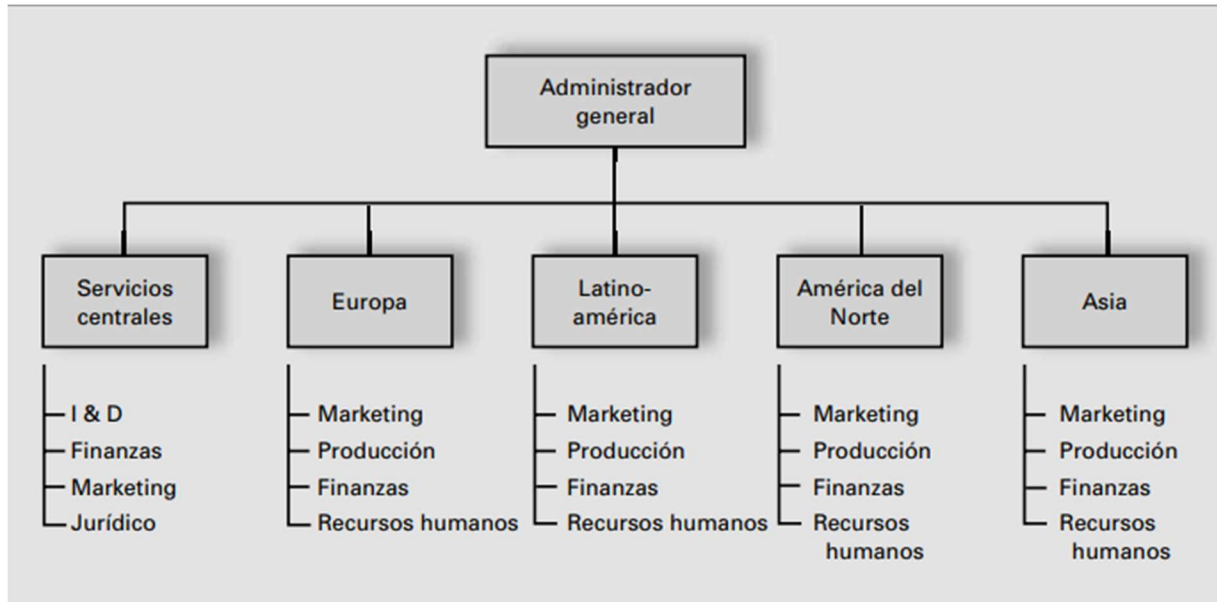 Administrador
general
Servicios
centrales
Europa
Latino-
américa
América del
Norte
Asia
I & D
Finanzas
Marketing
Jurídico
Marketing
Producción
Finanzas
Recursos humanos
Marketing
Producción
Finanzas
Recursos humanos
Marketing
Producción
Finanzas
Recursos
humanos
Marketing
Producción
Finanzas
Recursos
humanos